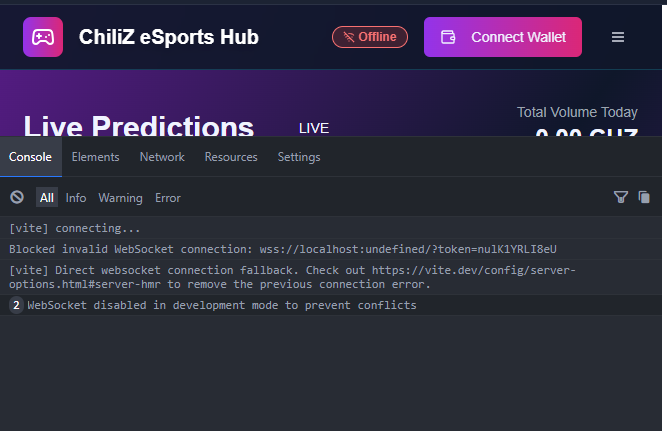 ChiliZ eSports Hub
Offline
Connect Wallet
Live Predictions
LIVE
Total Volume Today
0.00 CHZ
Console Elements Network Resources Settings
All Info Warning Error
[vite] connecting...
Blocked invalid WebSocket connection: wss://localhost:undefined/?token=nulK1YRLI8eU
[vite] Direct websocket connection fallback. Check out https://vite.dev/config/server-
options.html#server-hmr to remove the previous connection error.
2 WebSocket disabled in development mode to prevent conflicts